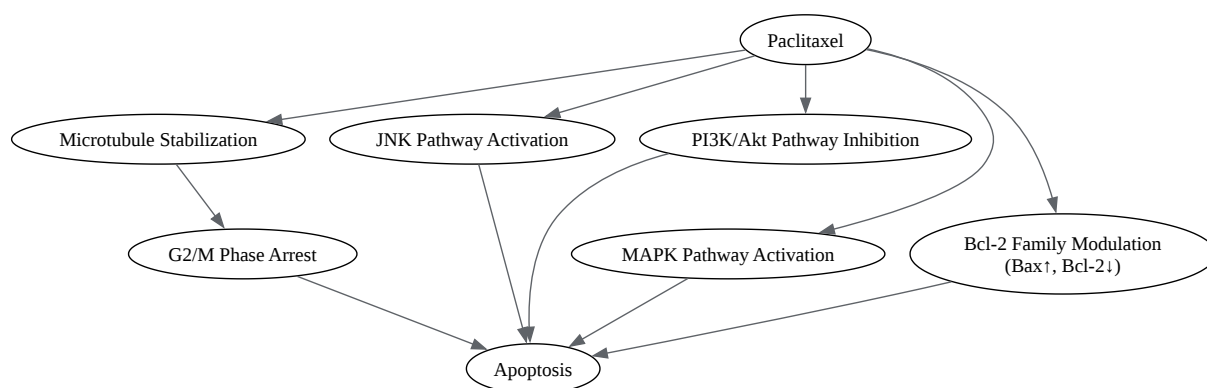 Paclitaxel
Microtubule Stabilization
JNK Pathway Activation
PI3K/Akt Pathway Inhibition
G2/M Phase Arrest
MAPK Pathway Activation
Bcl-2 Family Modulation
(Bax↑, Bcl-2↓)
Apoptosis